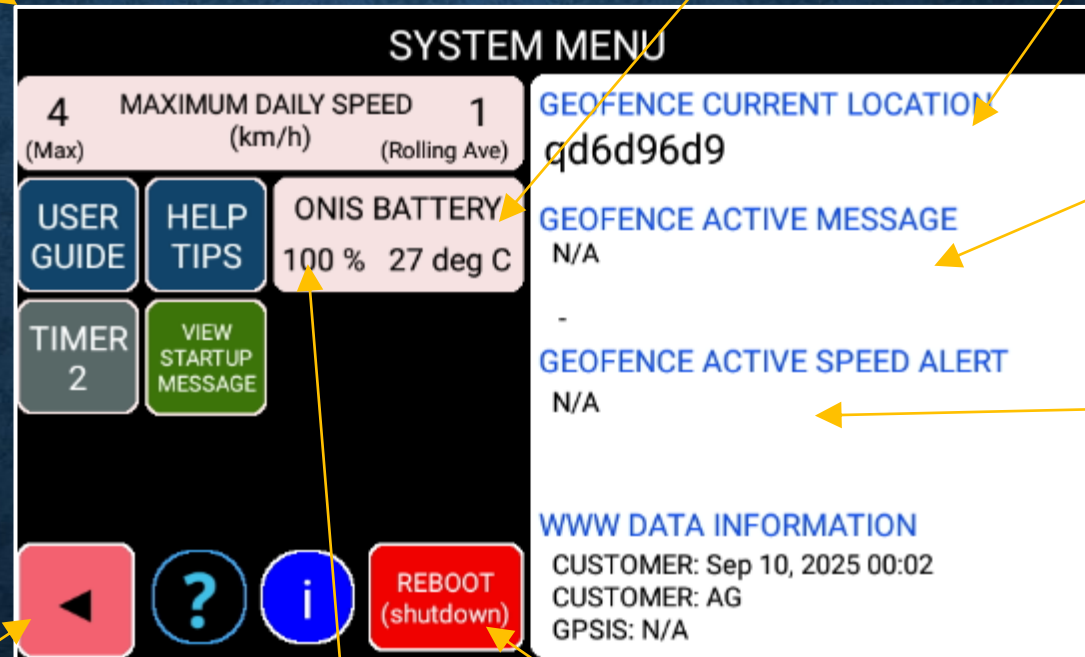 SYSTEM MENU
4 MAXIMUM DAILY SPEED 1
(Max) (km/h) (Rolling Ave)
USER
GUIDE
HELP
TIPS
ONIS BATTERY
100 % 27 deg C
TIMER
2
VIEW
STARTUP
MESSAGE
◄
?
i
REBOOT
(shutdown)
GEOFENCE CURRENT LOCATION
qd6d96d9
GEOFENCE ACTIVE MESSAGE
N/A
-
GEOFENCE ACTIVE SPEED ALERT
N/A
WWW DATA INFORMATION
CUSTOMER: Sep 10, 2025 00:02
CUSTOMER: AG
GPSIS: N/A